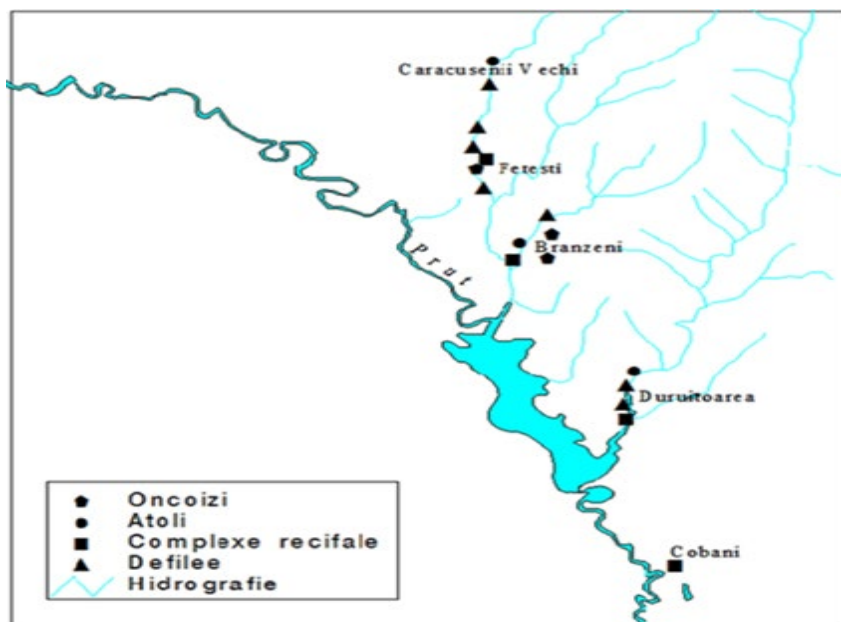 Caracusenii Vechi
Fetesti
Branzeni
Prut
Duruitoarea
Cobani
Oncoizi
Atoli
Complexe recifale
Defilee
Hidrografie